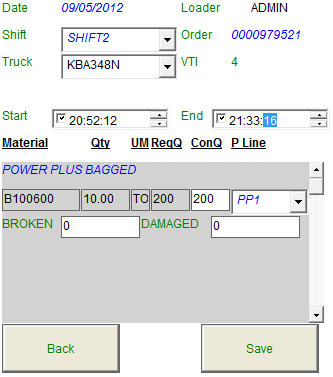 Date 09/05/2012 Loader ADMIN
Shift SHIFT2 Order 0000979521
Truck KBA348N VTI 4
Start 20:52:12 End 21:33:16
Material Qty UM ReqQ ConQ P Line
POWER PLUS BAGGED
B100600 10.00 TO 200 200 PP1
BROKEN 0 DAMAGED 0
Back Save